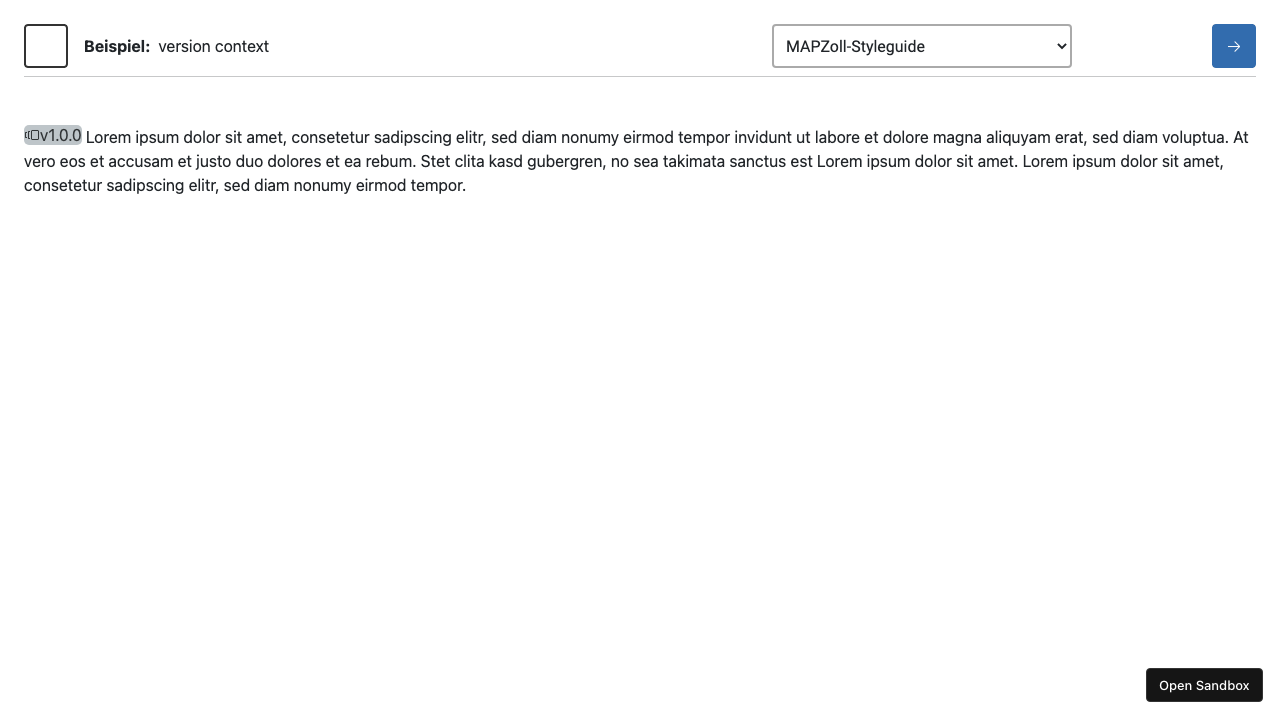 Beispiel: version context
MAPZoll-Styleguide
→
v1.0.0 Lorem ipsum dolor sit amet, consetetur sadipscing elitr, sed diam nonumy eirmod tempor invidunt ut labore et dolore magna aliquyam erat, sed diam voluptua. At
vero eos et accusam et justo duo dolores et ea rebum. Stet clita kasd gubergren, no sea takimata sanctus est Lorem ipsum dolor sit amet. Lorem ipsum dolor sit amet,
consetetur sadipscing elitr, sed diam nonumy eirmod tempor.
Open Sandbox